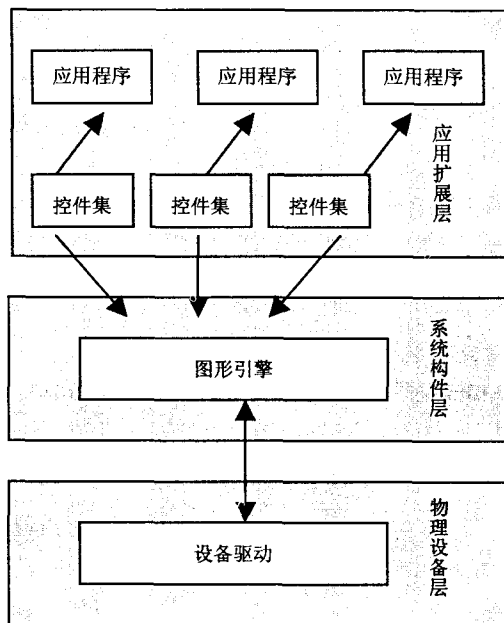 应用程序
应用程序
应用程序
控件集
控件集
控件集
应用扩展层
图形引擎
系统构件层
设备驱动
物理设备层